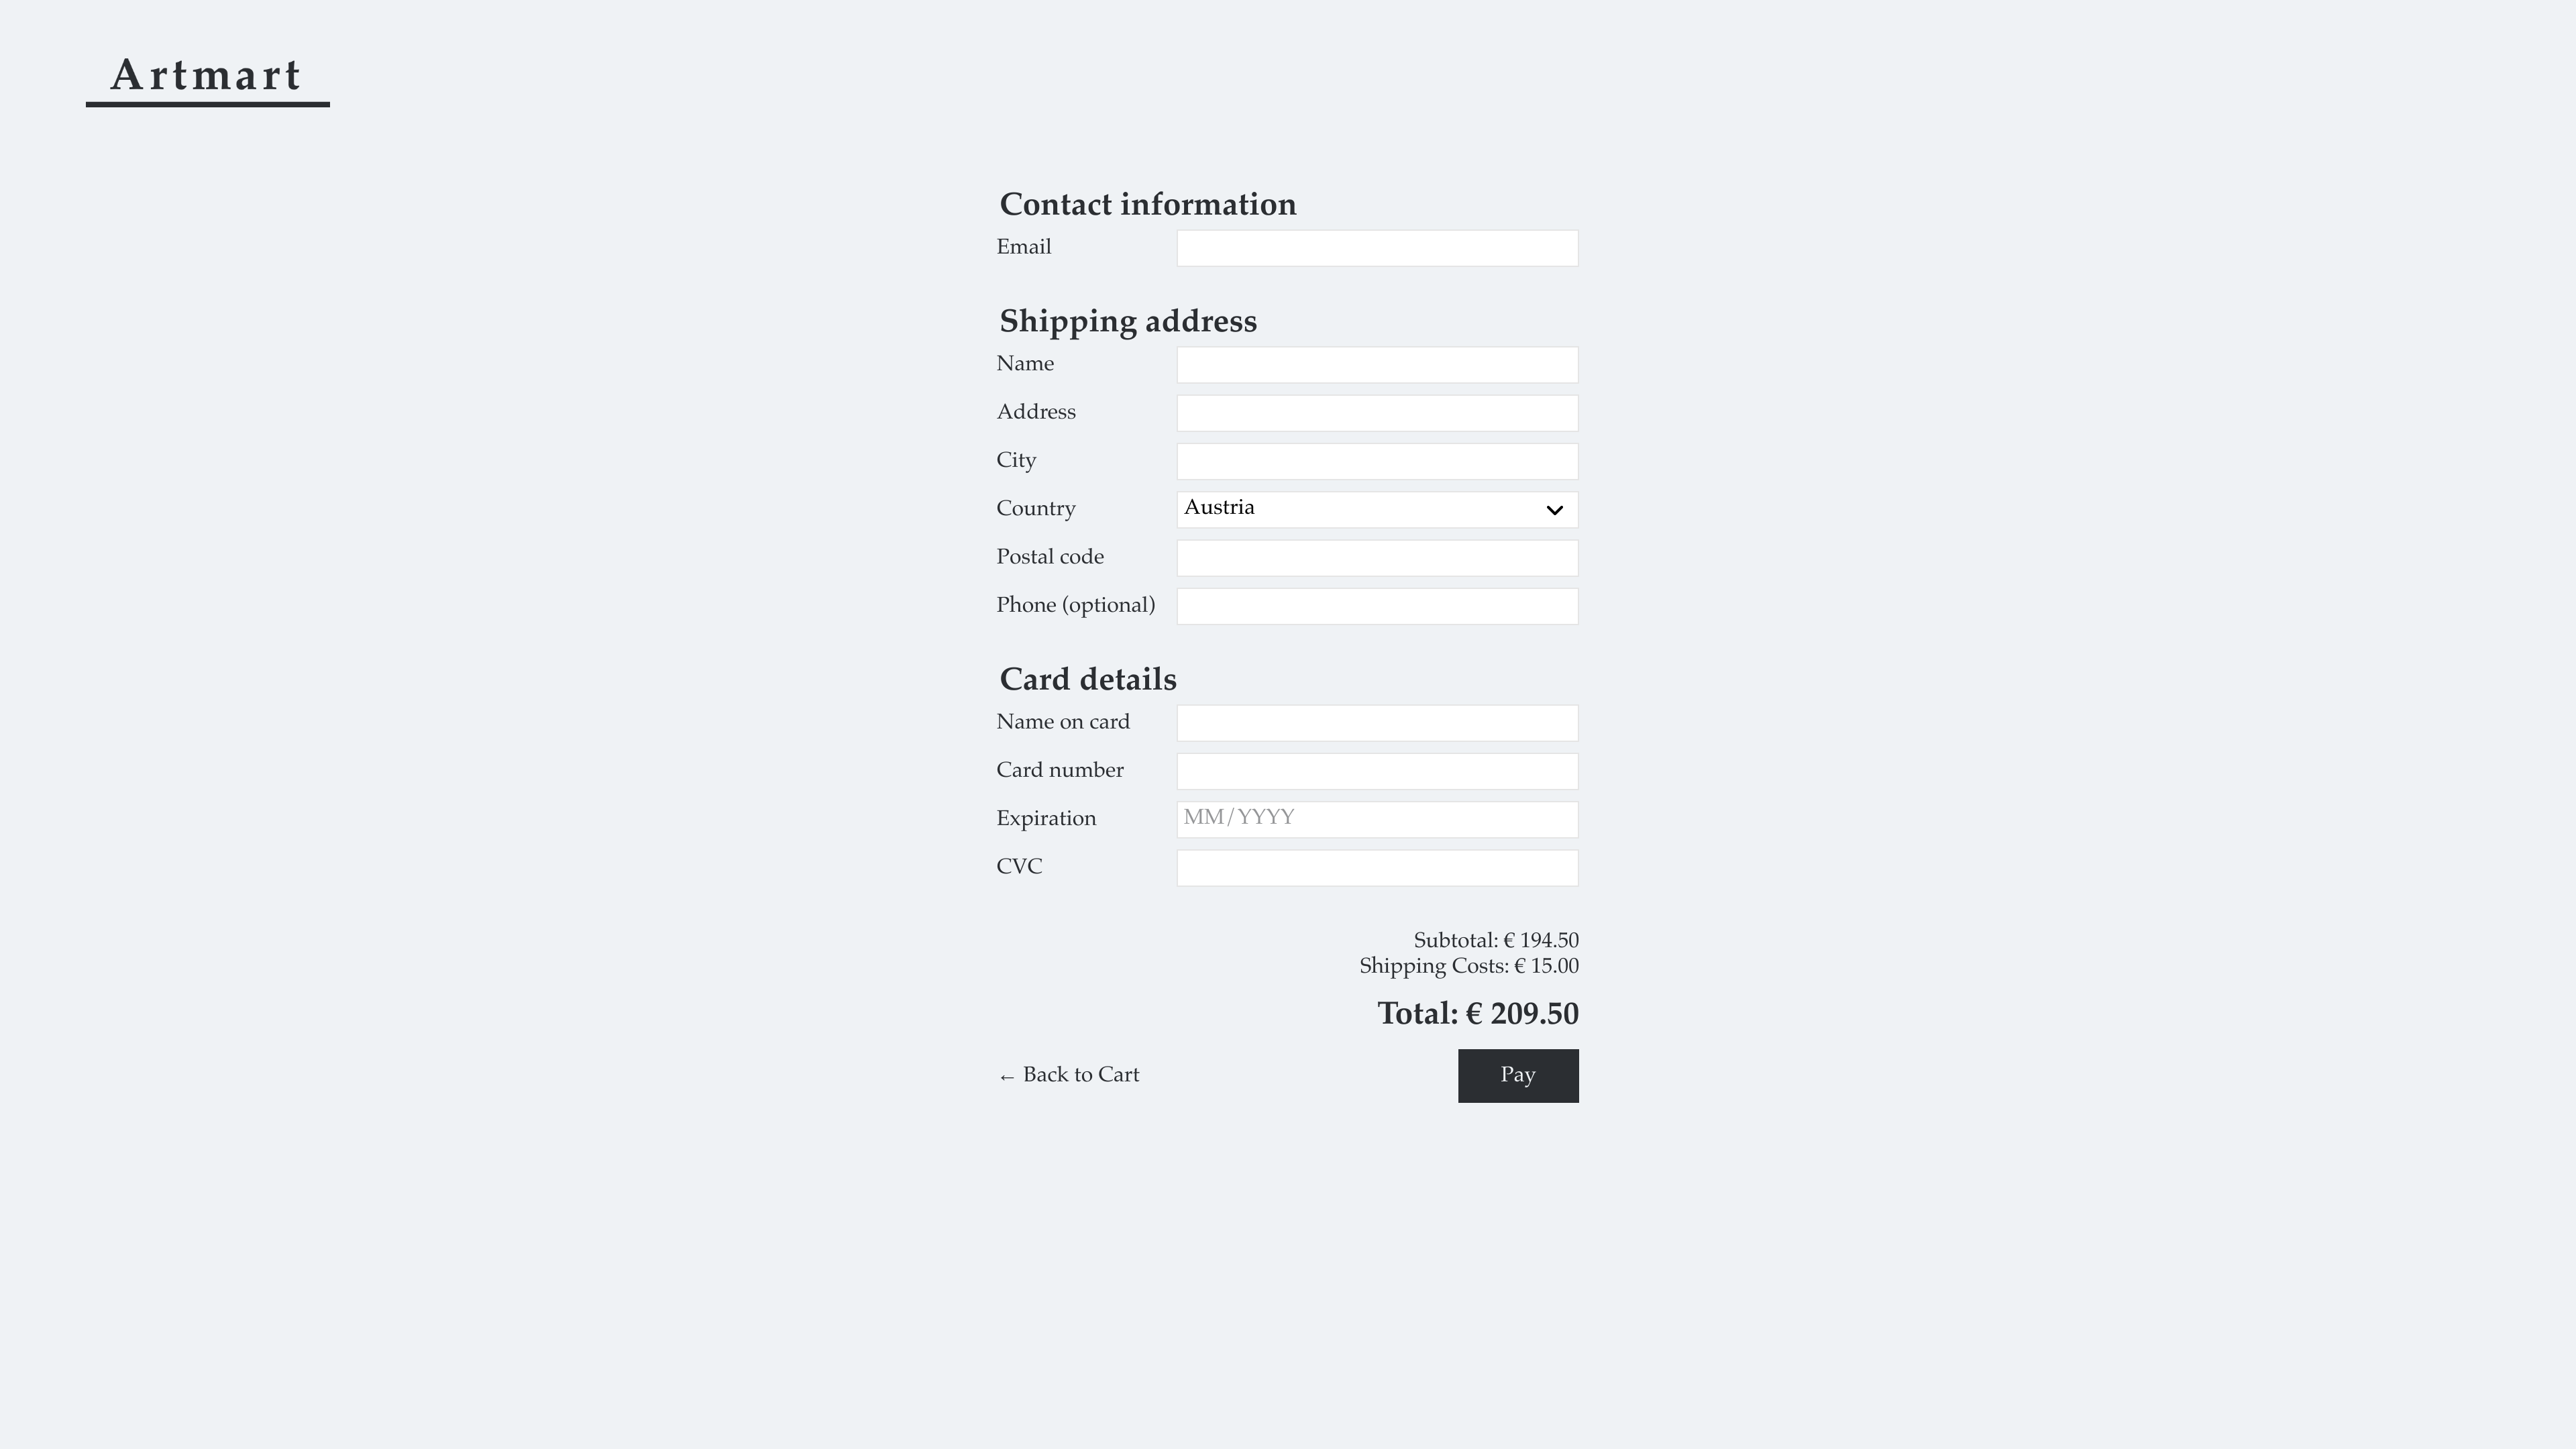 Artmart
Contact information
Email
Shipping address
Name
Address
City
Country Austria
Postal code
Phone (optional)
Card details
Name on card
Card number
Expiration MM/YYYY
CVC
Subtotal: € 194.50
Shipping Costs: € 15.00
Total: € 209.50
← Back to Cart Pay